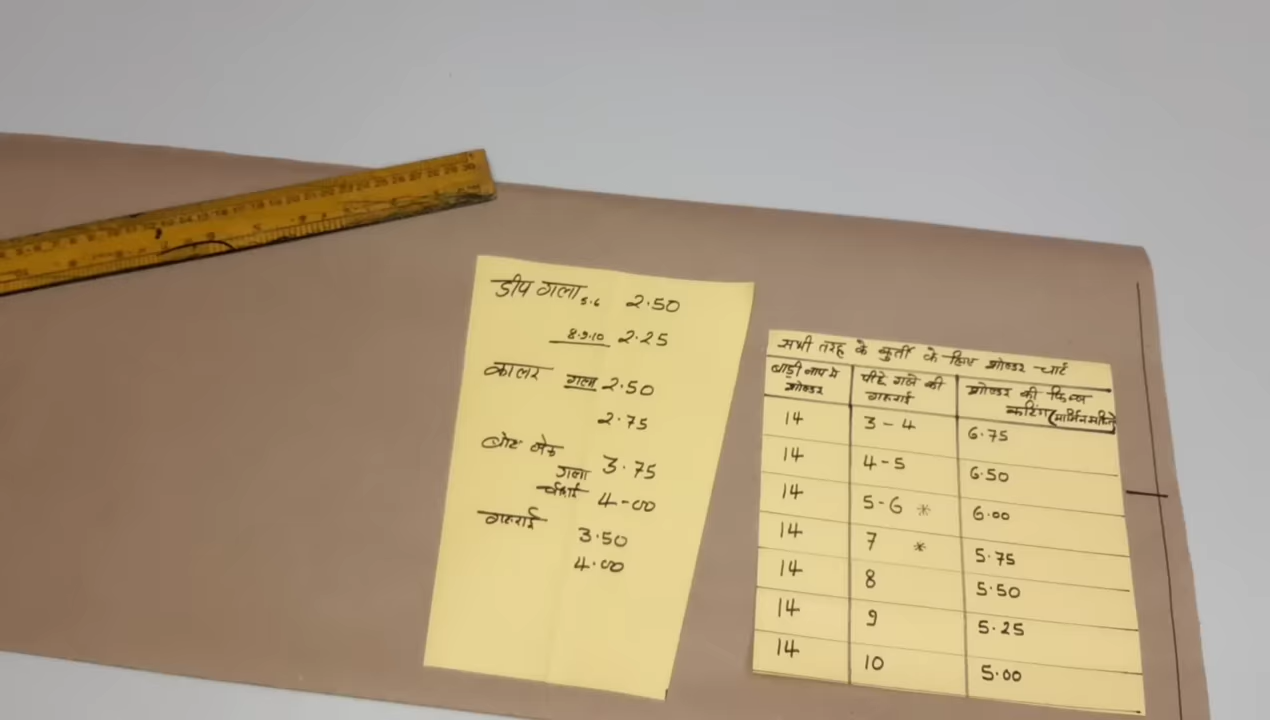 डीप गला 5.6 2.50
8.9.10 2.25
कालर गला 2.50
2.75
बोट नेक
गला 3.75
चौडाई 4-00
गहराई 3.50
4.00
सभी तरह के कुर्ती के लिए शोल्डर-चार्ट
बाडी नाप मे शोल्डर
पीछे गले की गहराई
शोल्डर की फिक्स कटिंग (मार्जिन सहित)
14 3-4 6.75
14 4-5 6.50
14 5-6 * 6.00
14 7 * 5.75
14 8 5.50
14 9 5.25
14 10 5.00